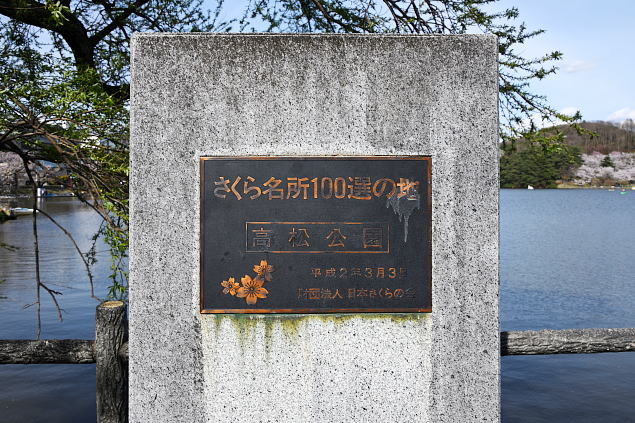 さくら名所100選の地
高松公園
平成2年3月3日
財団法人 日本さくらの会